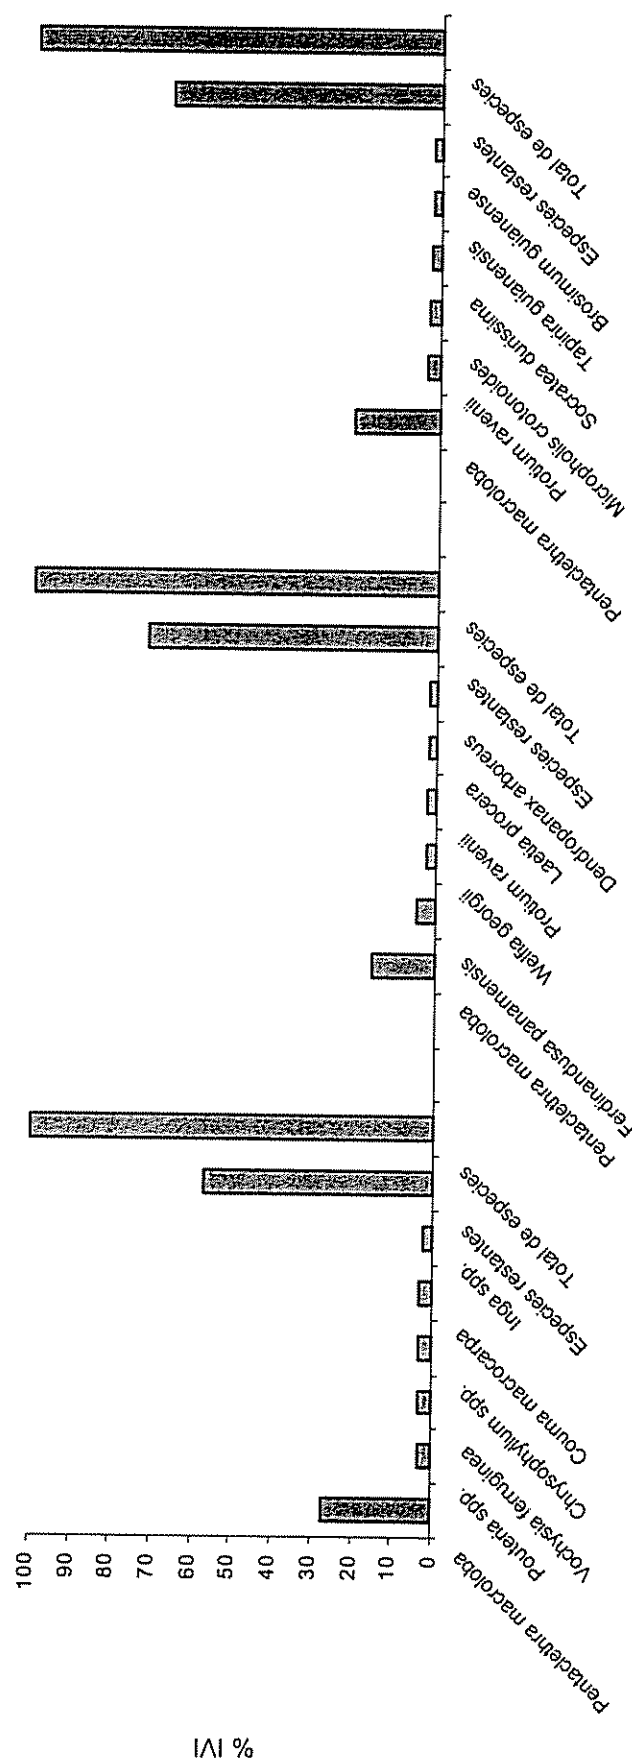 % IVI
100
90
80
70
60
50
40
30
20
10
0
Pentaclethra macroloba
Pouteria spp.
Vochysia ferruginea
Chrysophyllum spp.
Couma macrocarpa
Inga spp.
Especies restantes
Total de especies
Pentaclethra macroloba
Ferdinandusa panamensis
Welfia georgii
Protium ravenii
Laetia procera
Dendropanax arboreus
Especies restantes
Total de especies
Pentaclethra macroloba
Protium ravenii
Micropholis crotonoides
Socratea durissima
Tapirira guianensis
Brosimum guianense
Especies restantes
Total de especies